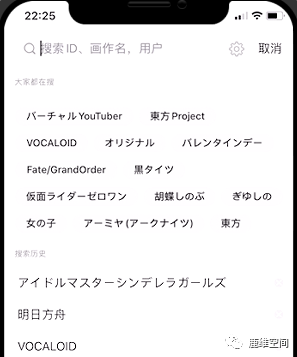 22:25
搜索ID、画作名，用户 取消
大家都在搜
バーチャルYouTuber 東方Project
VOCALOID オリジナル バレンタインデー
Fate/GrandOrder 黒タイツ
仮面ライダーゼロワン 胡蝶しのぶ ぎゆしの
女の子 アーミヤ(アークナイツ) 東方
搜索历史
アイドルマスターシンデレラガールズ
明日方舟
VOCALOID
鹿维空间